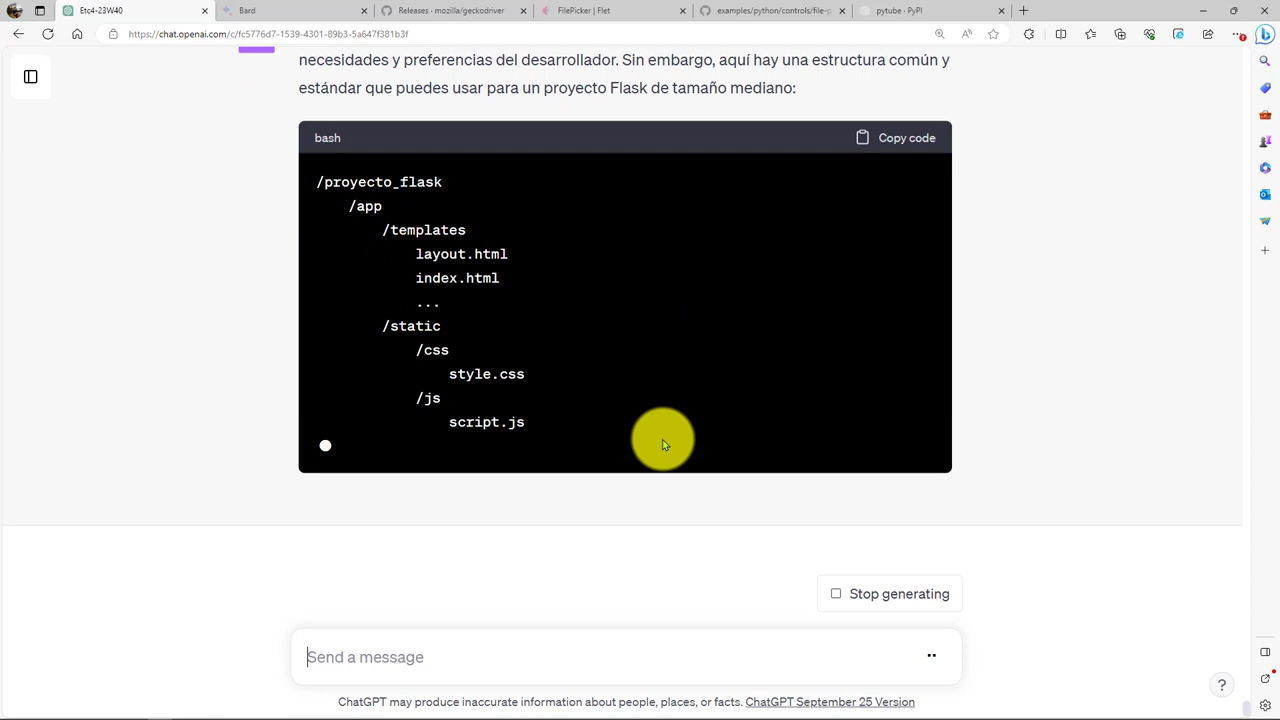 Etc4-23W40
Bard
Releases · mozilla/geckodriver
FilePicker | Flet
examples/python/controls/file-p
pytube · PyPI
https://chat.openai.com/c/fc5776d7-1539-4301-89b3-5a647f381b3f
necesidades y preferencias del desarrollador. Sin embargo, aquí hay una estructura común y
estándar que puedes usar para un proyecto Flask de tamaño mediano:
bash
Copy code
/proyecto_flask
/app
/templates
layout.html
index.html
...
/static
/css
style.css
/js
script.js
Stop generating
Send a message
ChatGPT may produce inaccurate information about people, places, or facts. ChatGPT September 25 Version
?